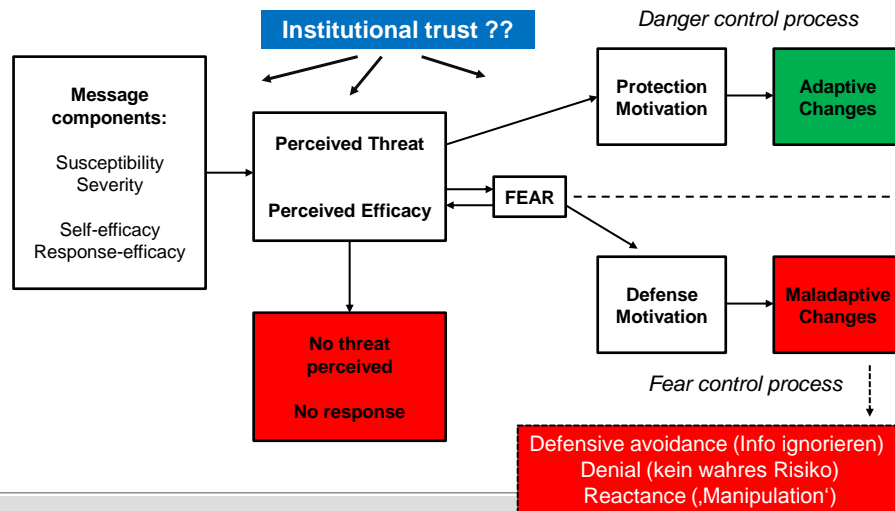 Institutional trust ??
Danger control process
Message
components:
Susceptibility
Severity
Self-efficacy
Response-efficacy
Perceived Threat
Perceived Efficacy
Protection
Motivation
Adaptive
Changes
FEAR
No threat
perceived
No response
Defense
Motivation
Maladaptive
Changes
Fear control process
Defensive avoidance (Info ignorieren)
Denial (kein wahres Risiko)
Reactance (‚Manipulation‘)